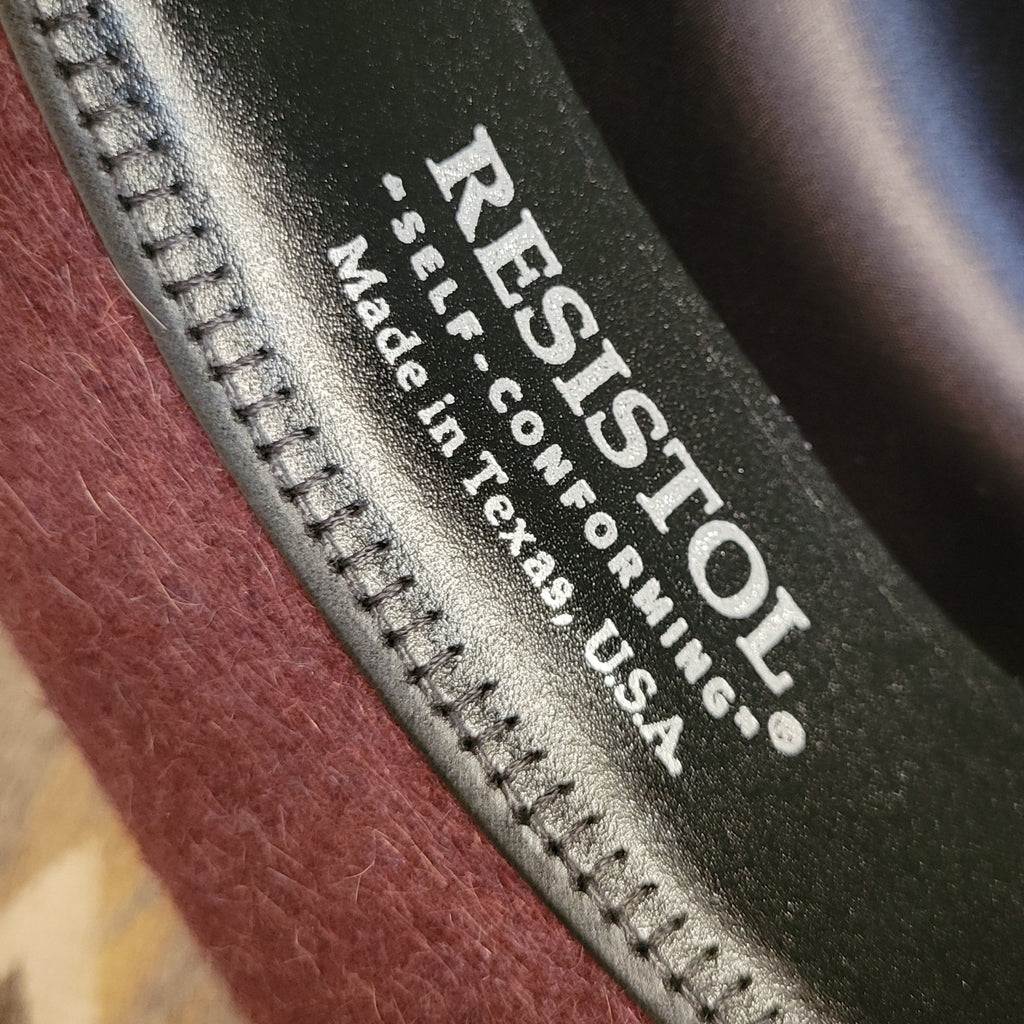 RESISTOL®
-SELF-CONFORMING-
Made in Texas, U.S.A